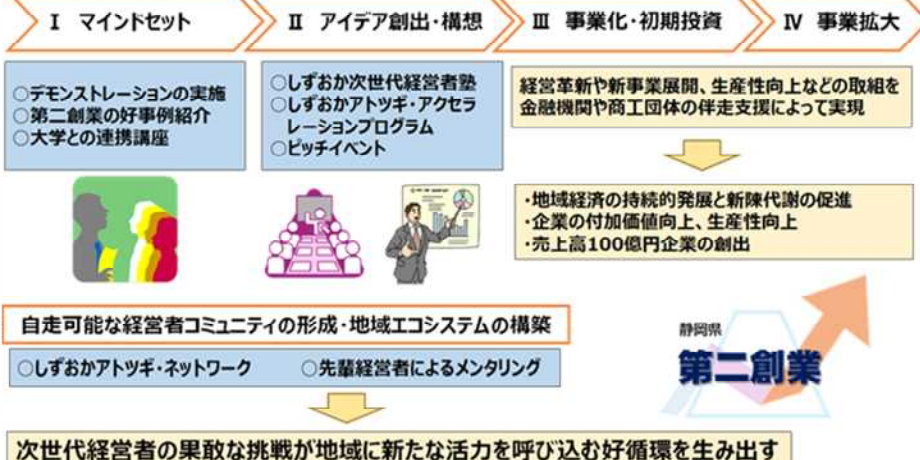 Ⅰ マインドセット
Ⅱ アイデア創出・構想
Ⅲ 事業化・初期投資
Ⅳ 事業拡大
○デモンストレーションの実施
○第二創業の好事例紹介
○大学との連携講座
○しずおか次世代経営者塾
○しずおかアトツギ・アクセラ
レーションプログラム
○ピッチイベント
経営革新や新事業展開、生産性向上などの取組を
金融機関や商工団体の伴走支援によって実現
・地域経済の持続的発展と新陳代謝の促進
・企業の付加価値向上、生産性向上
・売上高100億円企業の創出
自走可能な経営者コミュニティの形成・地域エコシステムの構築
○しずおかアトツギ・ネットワーク ○先輩経営者によるメンタリング
静岡県
第二創業
次世代経営者の果敢な挑戦が地域に新たな活力を呼び込む好循環を生み出す